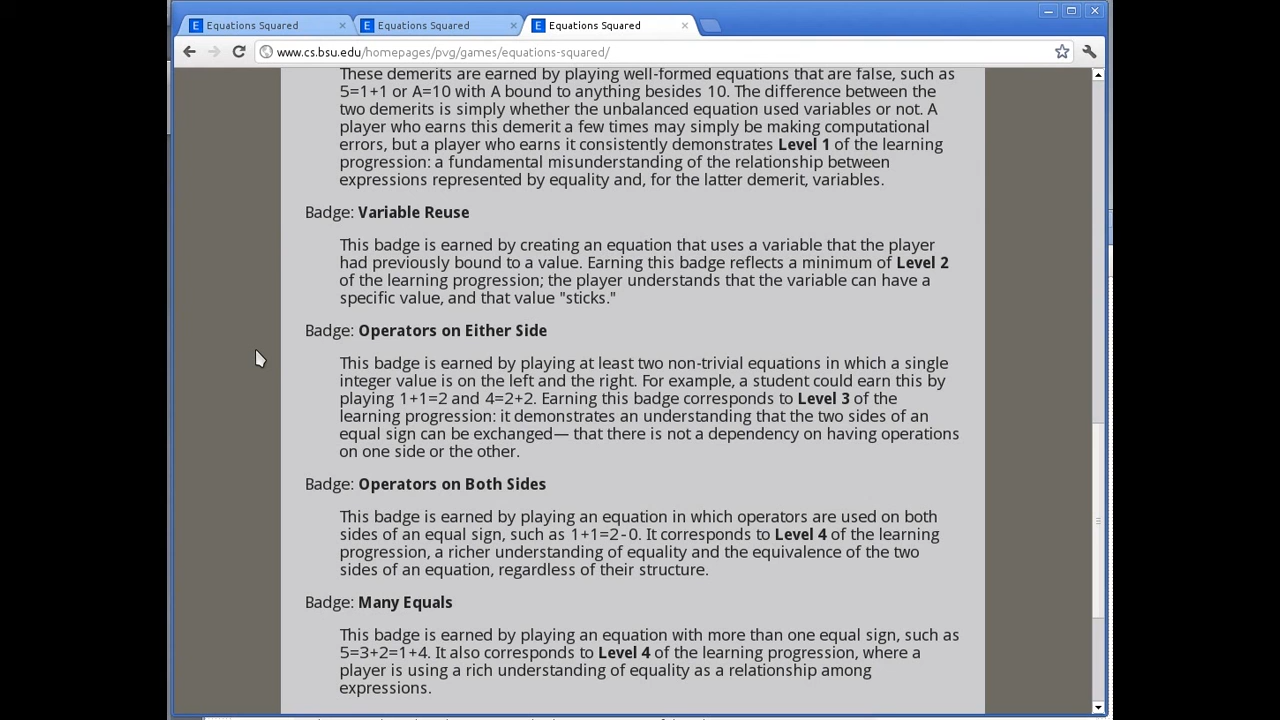 Equations Squared
Equations Squared
Equations Squared
www.cs.bsu.edu/homepages/pvg/games/equations-squared/
These demerits are earned by playing well-formed equations that are false, such as
5=1+1 or A=10 with A bound to anything besides 10. The difference between the
two demerits is simply whether the unbalanced equation used variables or not. A
player who earns this demerit a few times may simply be making computational
errors, but a player who earns it consistently demonstrates Level 1 of the learning
progression: a fundamental misunderstanding of the relationship between
expressions represented by equality and, for the latter demerit, variables.
Badge: Variable Reuse
This badge is earned by creating an equation that uses a variable that the player
had previously bound to a value. Earning this badge reflects a minimum of Level 2
of the learning progression; the player understands that the variable can have a
specific value, and that value "sticks."
Badge: Operators on Either Side
This badge is earned by playing at least two non-trivial equations in which a single
integer value is on the left and the right. For example, a student could earn this by
playing 1+1=2 and 4=2+2. Earning this badge corresponds to Level 3 of the
learning progression: it demonstrates an understanding that the two sides of an
equal sign can be exchanged— that there is not a dependency on having operations
on one side or the other.
Badge: Operators on Both Sides
This badge is earned by playing an equation in which operators are used on both
sides of an equal sign, such as 1+1=2-0. It corresponds to Level 4 of the learning
progression, a richer understanding of equality and the equivalence of the two
sides of an equation, regardless of their structure.
Badge: Many Equals
This badge is earned by playing an equation with more than one equal sign, such as
5=3+2=1+4. It also corresponds to Level 4 of the learning progression, where a
player is using a rich understanding of equality as a relationship among
expressions.